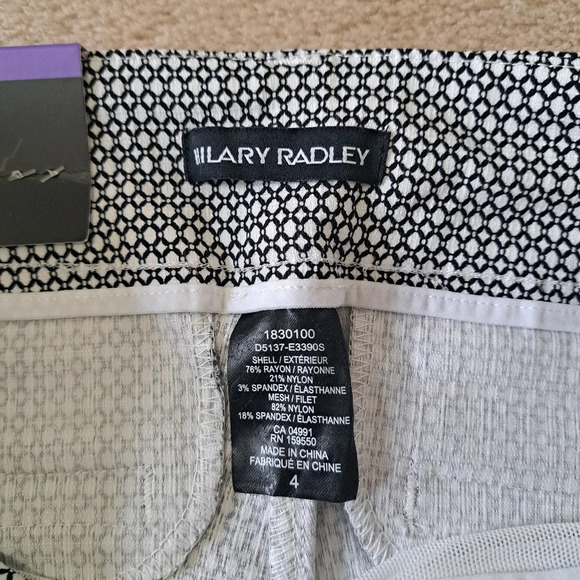 HILARY RADLEY
1830100
D5137-E3390S
SHELL / EXTÉRIEUR
76% RAYON / RAYONNE
21% NYLON
3% SPANDEX / ÉLASTHANNE
MESH / FILET
82% NYLON
18% SPANDEX / ÉLASTHANNE
CA 04991
RN 159550
MADE IN CHINA
FABRIQUÉ EN CHINE
4